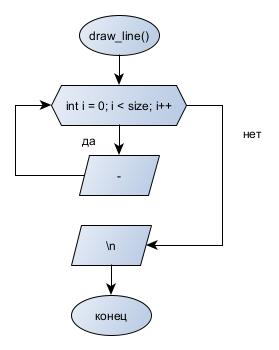 draw_line()
int i = 0; i < size; i++
да
нет
-
\n
конец